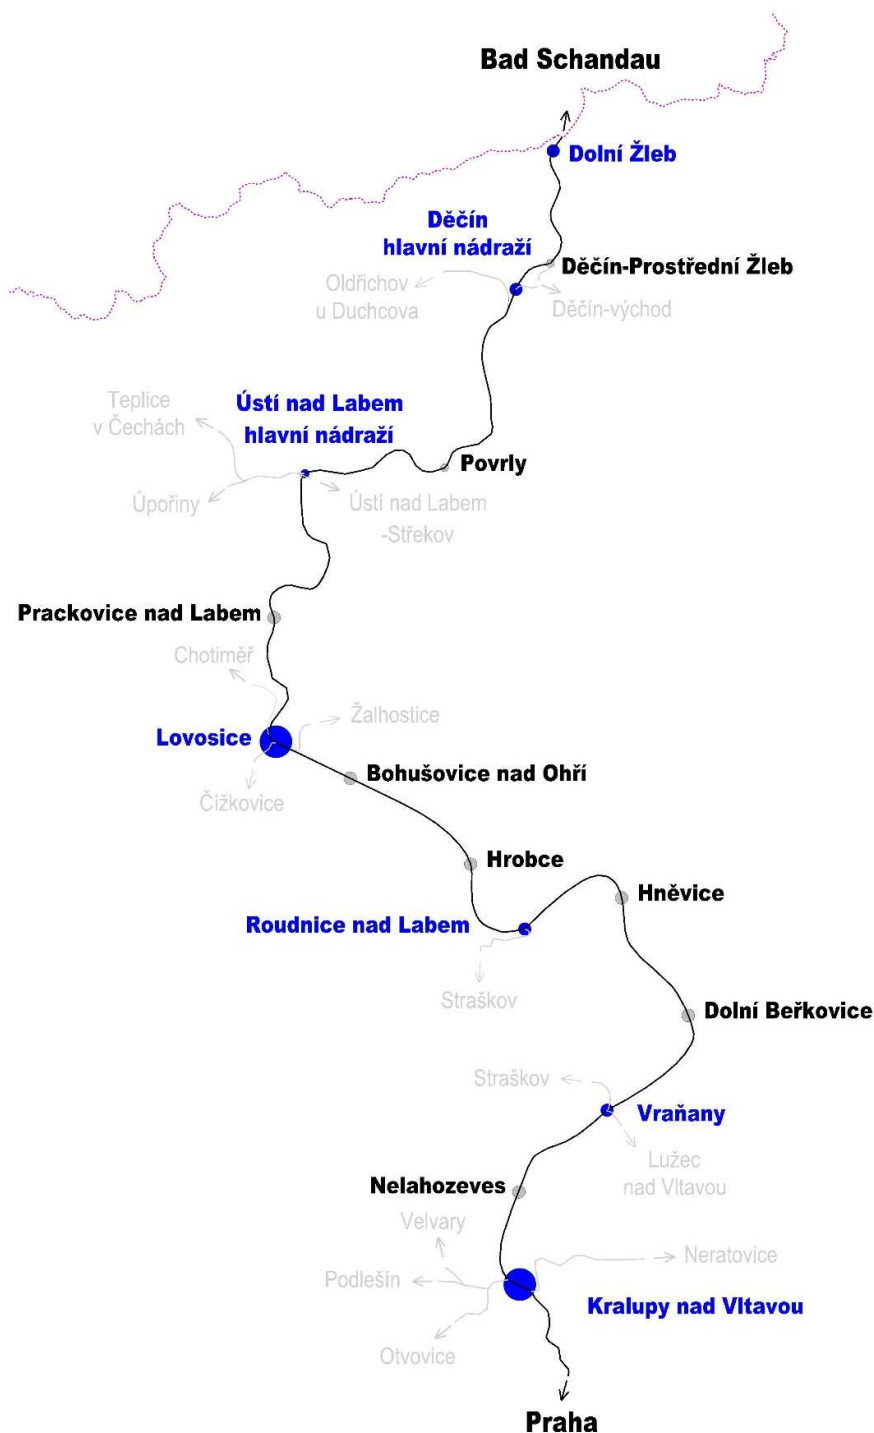 Bad Schandau
Dolní Žleb
Děčín
hlavní nádraží
Děčín-Prostřední Žleb
Oldřichov
u Duchcova
Děčín-východ
Teplice
v Čechách
Ústí nad Labem
hlavní nádraží
Povrly
Úpořiny
Ústí nad Labem
-Střekov
Prackovice nad Labem
Chotiměř
Žalhostice
Lovosice
Bohušovice nad Ohří
Čížkovice
Hrobce
Hněvice
Roudnice nad Labem
Straškov
Dolní Beřkovice
Straškov
Vraňany
Lužec
nad Vltavou
Nelahozeves
Velvary
Neratovice
Podlešín
Kralupy nad Vltavou
Otvovice
Praha